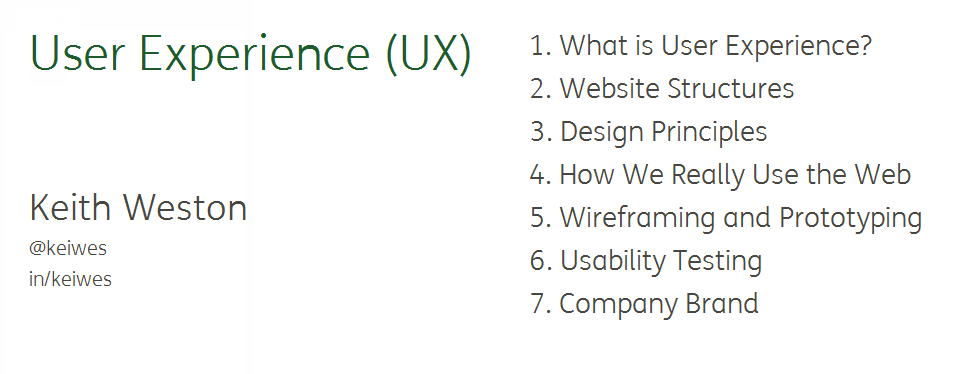 User Experience (UX)
Keith Weston
@keiwes
in/keiwes
1. What is User Experience?
2. Website Structures
3. Design Principles
4. How We Really Use the Web
5. Wireframing and Prototyping
6. Usability Testing
7. Company Brand